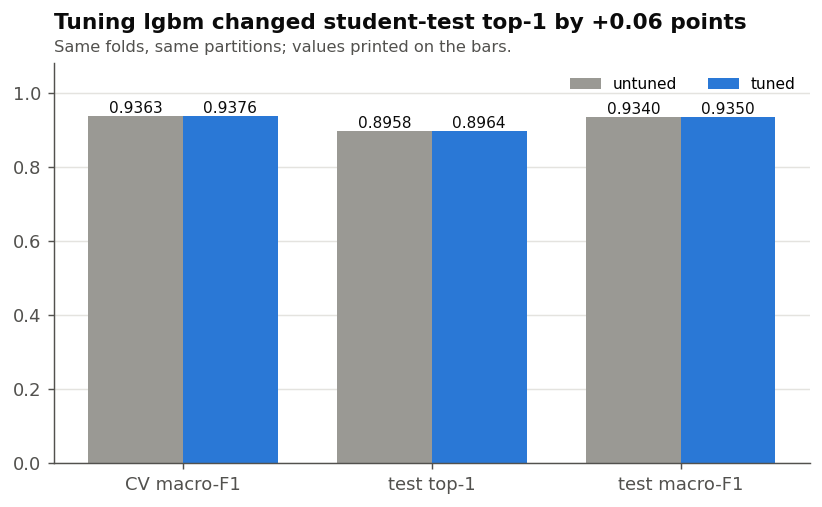 Tuning lgbm changed student-test top-1 by +0.06 points
Same folds, same partitions; values printed on the bars.
untuned tuned
1.0
0.8
0.6
0.4
0.2
0.0
0.9363 0.9376 0.8958 0.8964 0.9340 0.9350
CV macro-F1 test top-1 test macro-F1